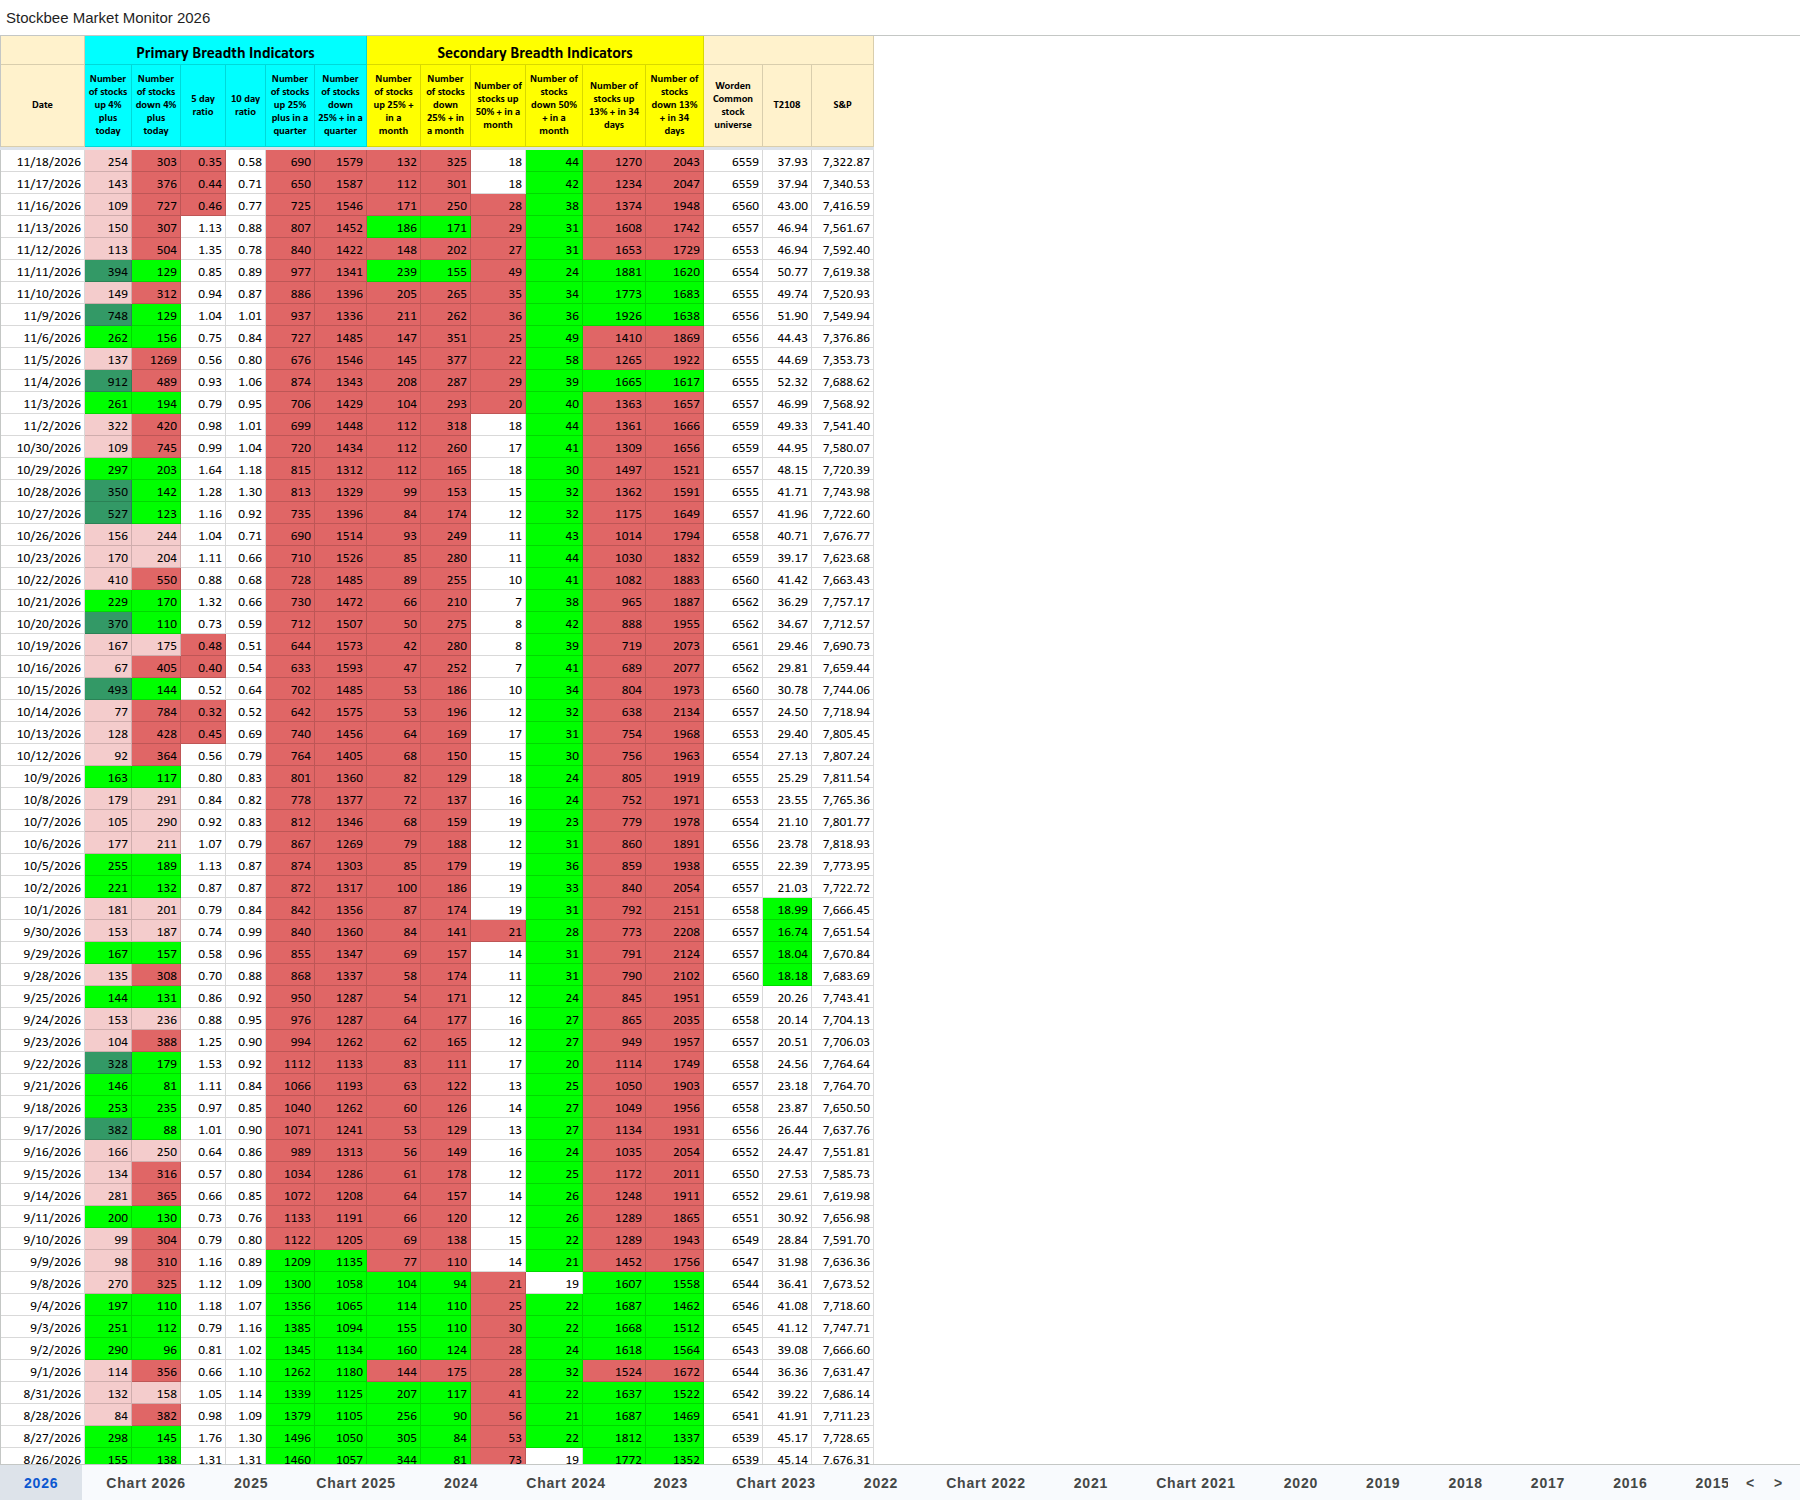 Stockbee Market Monitor 2026
Primary Breadth Indicators Secondary Breadth Indicators
Date Number of stocks up 4% plus today Number of stocks down 4% plus today 5 day ratio 10 day ratio Number of stocks up 25% plus in a quarter Number of stocks down 25% + in a quarter Number of stocks up 25% + in a month Number of stocks down 25% + in a month Number of stocks up 50% + in a month Number of stocks down 50% + in a month Number of stocks up 13% + in 34 days Number of stocks down 13% + in 34 days Worden Common stock universe T2108 S&P
11/18/2026 254 303 0.35 0.58 690 1579 132 325 18 44 1270 2043 6559 37.93 7,322.87
11/17/2026 143 376 0.44 0.71 650 1587 112 301 18 42 1234 2047 6559 37.94 7,340.53
11/16/2026 109 727 0.46 0.77 725 1546 171 250 28 38 1374 1948 6560 43.00 7,416.59
11/13/2026 150 307 1.13 0.88 807 1452 186 171 29 31 1608 1742 6557 46.94 7,561.67
11/12/2026 113 504 1.35 0.78 840 1422 148 202 27 31 1653 1729 6553 46.94 7,592.40
11/11/2026 394 129 0.85 0.89 977 1341 239 155 49 24 1881 1620 6554 50.77 7,619.38
11/10/2026 149 312 0.94 0.87 886 1396 205 265 35 34 1773 1683 6555 49.74 7,520.93
11/9/2026 748 129 1.04 1.01 937 1336 211 262 36 36 1926 1638 6556 51.90 7,549.94
11/6/2026 262 156 0.75 0.84 727 1485 147 351 25 49 1410 1869 6556 44.43 7,376.86
11/5/2026 137 1269 0.56 0.80 676 1546 145 377 22 58 1265 1922 6555 44.69 7,353.73
11/4/2026 912 489 0.93 1.06 874 1343 208 287 29 39 1665 1617 6555 52.32 7,688.62
11/3/2026 261 194 0.79 0.95 706 1429 104 293 20 40 1363 1657 6557 46.99 7,568.92
11/2/2026 322 420 0.98 1.01 699 1448 112 318 18 44 1361 1666 6559 49.33 7,541.40
10/30/2026 109 745 0.99 1.04 720 1434 112 260 17 41 1309 1656 6559 44.95 7,580.07
10/29/2026 297 203 1.64 1.18 815 1312 112 165 18 30 1497 1521 6557 48.15 7,720.39
10/28/2026 350 142 1.28 1.30 813 1329 99 153 15 32 1362 1591 6555 41.71 7,743.98
10/27/2026 527 123 1.16 0.92 735 1396 84 174 12 32 1175 1649 6557 41.96 7,722.60
10/26/2026 156 244 1.04 0.71 690 1514 93 249 11 43 1014 1794 6558 40.71 7,676.77
10/23/2026 170 204 1.11 0.66 710 1526 85 280 11 44 1030 1832 6559 39.17 7,623.68
10/22/2026 410 550 0.88 0.68 728 1485 89 255 10 41 1082 1883 6560 41.42 7,663.43
10/21/2026 229 170 1.32 0.66 730 1472 66 210 7 38 965 1887 6562 36.29 7,757.17
10/20/2026 370 110 0.73 0.59 712 1507 50 275 8 42 888 1955 6562 34.67 7,712.57
10/19/2026 167 175 0.48 0.51 644 1573 42 280 8 39 719 2073 6561 29.46 7,690.73
10/16/2026 67 405 0.40 0.54 633 1593 47 252 7 41 689 2077 6562 29.81 7,659.44
10/15/2026 493 144 0.52 0.64 702 1485 53 186 10 34 804 1973 6560 30.78 7,744.06
10/14/2026 77 784 0.32 0.52 642 1575 53 196 12 32 638 2134 6557 24.50 7,718.94
10/13/2026 128 428 0.45 0.69 740 1456 64 169 17 31 754 1968 6553 29.40 7,805.45
10/12/2026 92 364 0.56 0.79 764 1405 68 150 15 30 756 1963 6554 27.13 7,807.24
10/9/2026 163 117 0.80 0.83 801 1360 82 129 18 24 805 1919 6555 25.29 7,811.54
10/8/2026 179 291 0.84 0.82 778 1377 72 137 16 24 752 1971 6553 23.55 7,765.36
10/7/2026 105 290 0.92 0.83 812 1346 68 159 19 23 779 1978 6554 21.10 7,801.77
10/6/2026 177 211 1.07 0.79 867 1269 79 188 12 31 860 1891 6556 23.78 7,818.93
10/5/2026 255 189 1.13 0.87 874 1303 85 179 19 36 859 1938 6555 22.39 7,773.95
10/2/2026 221 132 0.87 0.87 872 1317 100 186 19 33 840 2054 6557 21.03 7,722.72
10/1/2026 181 201 0.79 0.84 842 1356 87 174 19 31 792 2151 6558 18.99 7,666.45
9/30/2026 153 187 0.74 0.99 840 1360 84 141 21 28 773 2208 6557 16.74 7,651.54
9/29/2026 167 157 0.58 0.96 855 1347 69 157 14 31 791 2124 6557 18.04 7,670.84
9/28/2026 135 308 0.70 0.88 868 1337 58 174 11 31 790 2102 6560 18.18 7,683.69
9/25/2026 144 131 0.86 0.92 950 1287 54 171 12 24 845 1951 6559 20.26 7,743.41
9/24/2026 153 236 0.88 0.95 976 1287 64 177 16 27 865 2035 6558 20.14 7,704.13
9/23/2026 104 388 1.25 0.90 994 1262 62 165 12 27 949 1957 6557 20.51 7,706.03
9/22/2026 328 179 1.53 0.92 1112 1133 83 111 17 20 1114 1749 6558 24.56 7,764.64
9/21/2026 146 81 1.11 0.84 1066 1193 63 122 13 25 1050 1903 6557 23.18 7,764.70
9/18/2026 253 235 0.97 0.85 1040 1262 60 126 14 27 1049 1956 6558 23.87 7,650.50
9/17/2026 382 88 1.01 0.90 1071 1241 53 129 13 27 1134 1931 6556 26.44 7,637.76
9/16/2026 166 250 0.64 0.86 989 1313 56 149 16 24 1035 2054 6552 24.47 7,551.81
9/15/2026 134 316 0.57 0.80 1034 1286 61 178 12 25 1172 2011 6550 27.53 7,585.73
9/14/2026 281 365 0.66 0.85 1072 1208 64 157 14 26 1248 1911 6552 29.61 7,619.98
9/11/2026 200 130 0.73 0.76 1133 1191 66 120 12 26 1289 1865 6551 30.92 7,656.98
9/10/2026 99 304 0.79 0.80 1122 1205 69 138 15 22 1289 1943 6549 28.84 7,591.70
9/9/2026 98 310 1.16 0.89 1209 1135 77 110 14 21 1452 1756 6547 31.98 7,636.36
9/8/2026 270 325 1.12 1.09 1300 1058 104 94 21 19 1607 1558 6544 36.41 7,673.52
9/4/2026 197 110 1.18 1.07 1356 1065 114 110 25 22 1687 1462 6546 41.08 7,718.60
9/3/2026 251 112 0.79 1.16 1385 1094 155 110 30 22 1668 1512 6545 41.12 7,747.71
9/2/2026 290 96 0.81 1.02 1345 1134 160 124 28 24 1618 1564 6543 39.08 7,666.60
9/1/2026 114 356 0.66 1.10 1262 1180 144 175 28 32 1524 1672 6544 36.36 7,631.47
8/31/2026 132 158 1.05 1.14 1339 1125 207 117 41 22 1637 1522 6542 39.22 7,686.14
8/28/2026 84 382 0.98 1.09 1379 1105 256 90 56 21 1687 1469 6541 41.91 7,711.23
8/27/2026 298 145 1.76 1.30 1496 1050 305 84 53 22 1812 1337 6539 45.17 7,728.65
8/26/2026 155 138 1.31 1.31 1460 1057 344 81 73 19 1772 1352 6539 45.14 7,676.31
2026 Chart 2026 2025 Chart 2025 2024 Chart 2024 2023 Chart 2023 2022 Chart 2022 2021 Chart 2021 2020 2019 2018 2017 2016 2015 < >